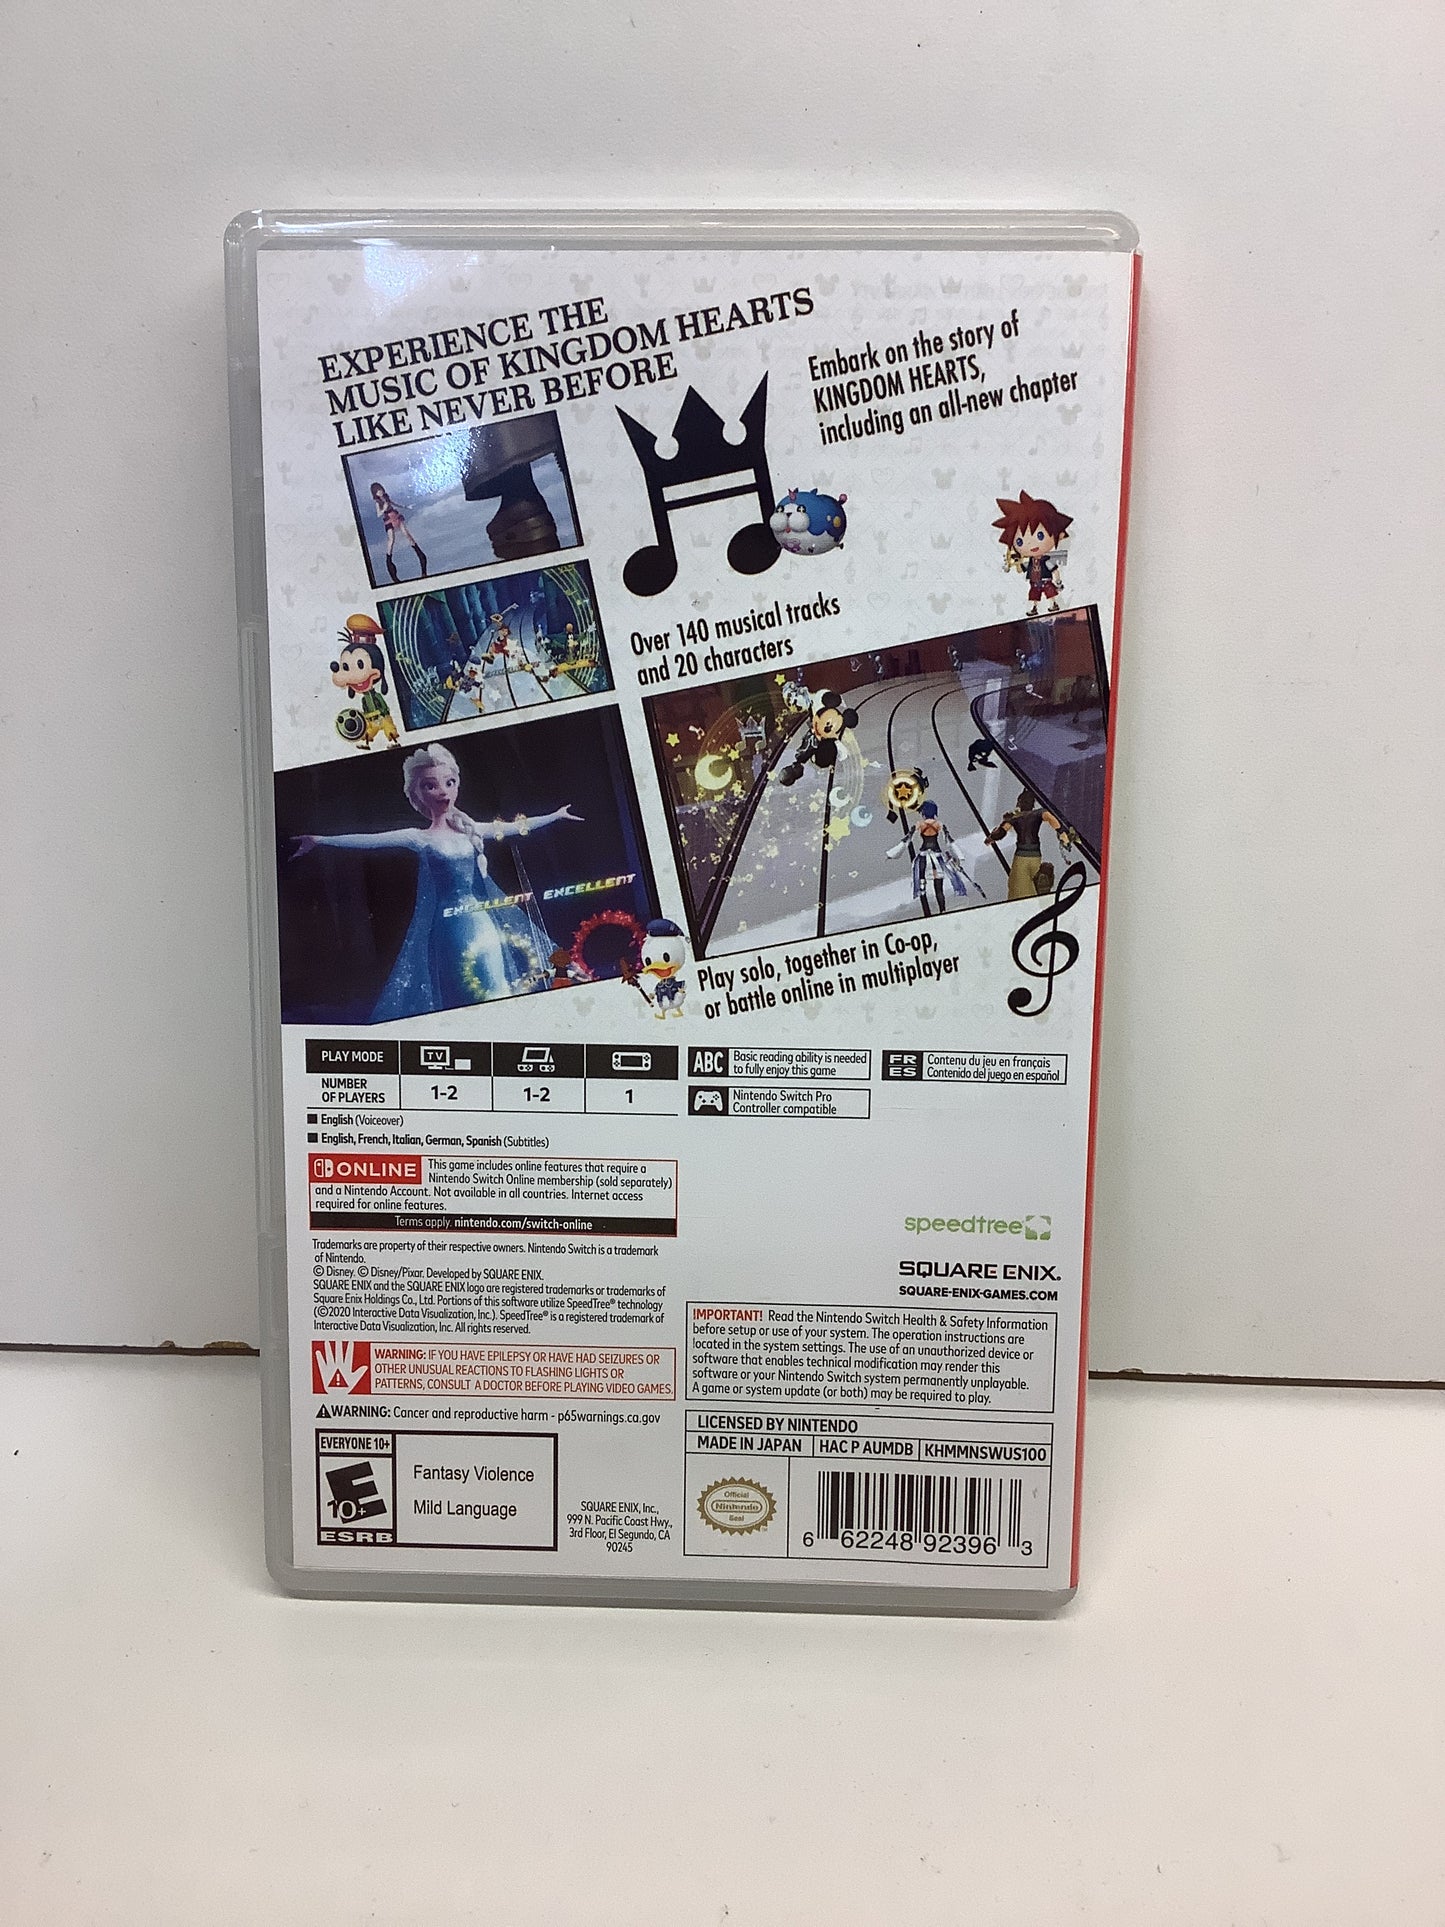 EXPERIENCE THE
MUSIC OF KINGDOM HEARTS
LIKE NEVER BEFORE
Embark on the story of
KINGDOM HEARTS,
including an all-new chapter
Over 140 musical tracks
and 20 characters
EXCELLENT EXCELLENT
Play solo, together in Co-op,
or battle online in multiplayer
PLAY MODE
TV
NUMBER
OF PLAYERS
1-2
1-2
1
ABC
Basic reading ability is needed
to fully enjoy this game
FR
ES
Contenu du jeu en français
Contenido del juego en español
Nintendo Switch Pro
Controller compatible
English (Voiceover)
English, French, Italian, German, Spanish (Subtitles)
ONLINE
This game includes online features that require a
Nintendo Switch Online membership (sold separately)
and a Nintendo Account. Not available in all countries. Internet access
required for online features.
Terms apply. nintendo.com/switch-online
Trademarks are property of their respective owners. Nintendo Switch is a trademark
of Nintendo.
© Disney. © Disney/Pixar. Developed by SQUARE ENIX.
SQUARE ENIX and the SQUARE ENIX logo are registered trademarks or trademarks of
Square Enix Holdings Co., Ltd. Portions of this software utilize SpeedTree® technology
(©2020 Interactive Data Visualization, Inc.). SpeedTree® is a registered trademark of
Interactive Data Visualization, Inc. All rights reserved.
speedtree
SQUARE ENIX.
SQUARE-ENIX-GAMES.COM
WARNING: IF YOU HAVE EPILEPSY OR HAVE HAD SEIZURES OR
OTHER UNUSUAL REACTIONS TO FLASHING LIGHTS OR
PATTERNS, CONSULT A DOCTOR BEFORE PLAYING VIDEO GAMES.
IMPORTANT! Read the Nintendo Switch Health & Safety Information
before setup or use of your system. The operation instructions are
located in the system settings. The use of an unauthorized device or
software that enables technical modification may render this
software or your Nintendo Switch system permanently unplayable.
A game or system update (or both) may be required to play.
WARNING: Cancer and reproductive harm - p65warnings.ca.gov
EVERYONE 10+
E
10+
ESRB
Fantasy Violence
Mild Language
SQUARE ENIX, Inc.,
999 N. Pacific Coast Hwy.,
3rd Floor, El Segundo, CA
90245
LICENSED BY NINTENDO
MADE IN JAPAN
HAC P AUMDB
KHMMNSWUS100
Official
Nintendo
Seal
6 62248 92396 3